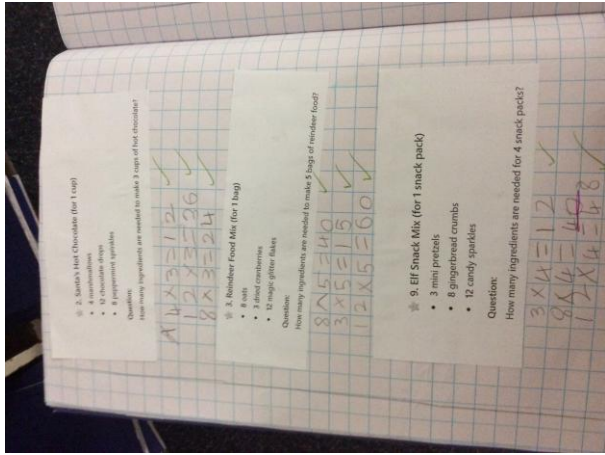 2. Santa's Hot Chocolate (for 1 cup)
• 4 marshmallows
• 12 chocolate drops
• 8 peppermint sprinkles
Question:
How many ingredients are needed to make 3 cups of hot chocolate?
4 x 3 = 12 ✓
12 x 3 = 26 ✓
8 x 3 = 24 ✓
3. Reindeer Food Mix (for 1 bag)
• 8 oats
• 3 dried cranberries
• 12 magic glitter flakes
Question:
How many ingredients are needed to make 5 bags of reindeer food?
8 x 5 = 40 ✓
3 x 5 = 15 ✓
12 x 5 = 60 ✓
9. Elf Snack Mix (for 1 snack pack)
• 3 mini pretzels
• 8 gingerbread crumbs
• 12 candy sparkles
Question:
How many ingredients are needed for 4 snack packs?
3 x 4 = 12 ✓
8 x 4 = 40
12 x 4 = 48 ✓